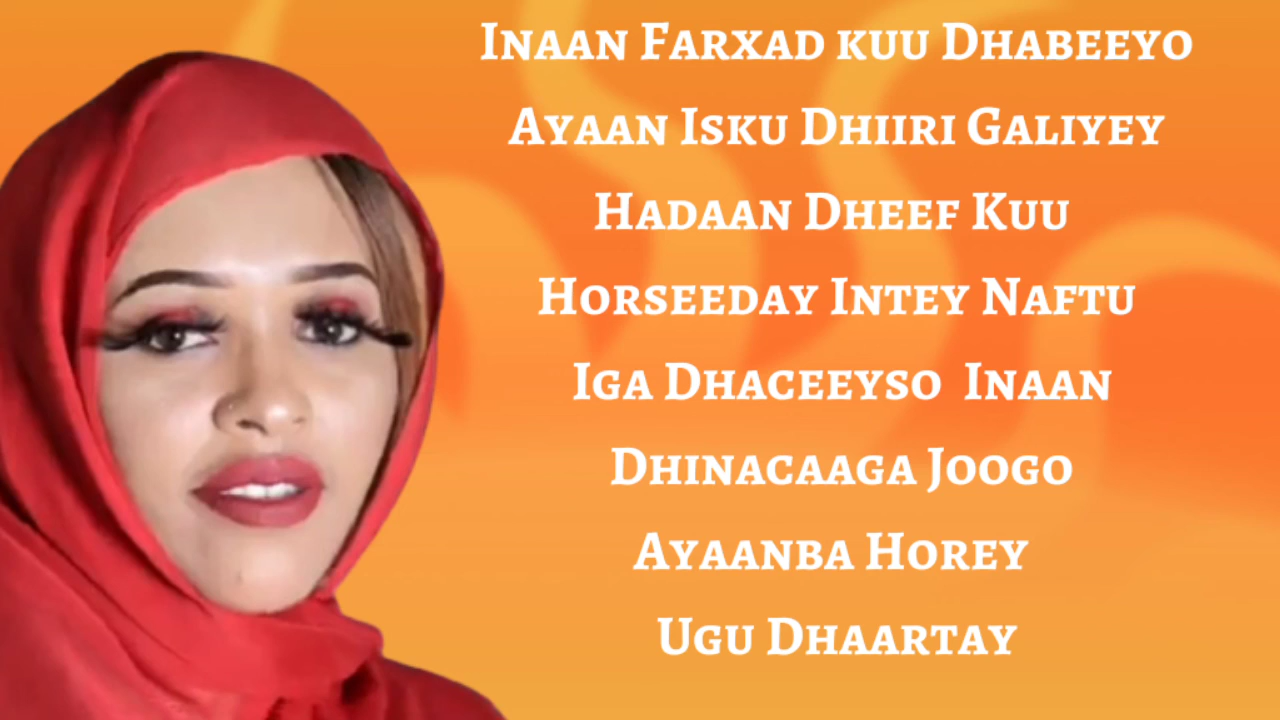 Inaan Farxad kuu Dhabeeyo
Ayaan Isku Dhiiri Galiyey
Hadaan Dheef Kuu
Horseeday Intey Naftu
Iga Dhaceeyso Inaan
Dhinacaaga Joogo
Ayaanba Horey
Ugu Dhaartay